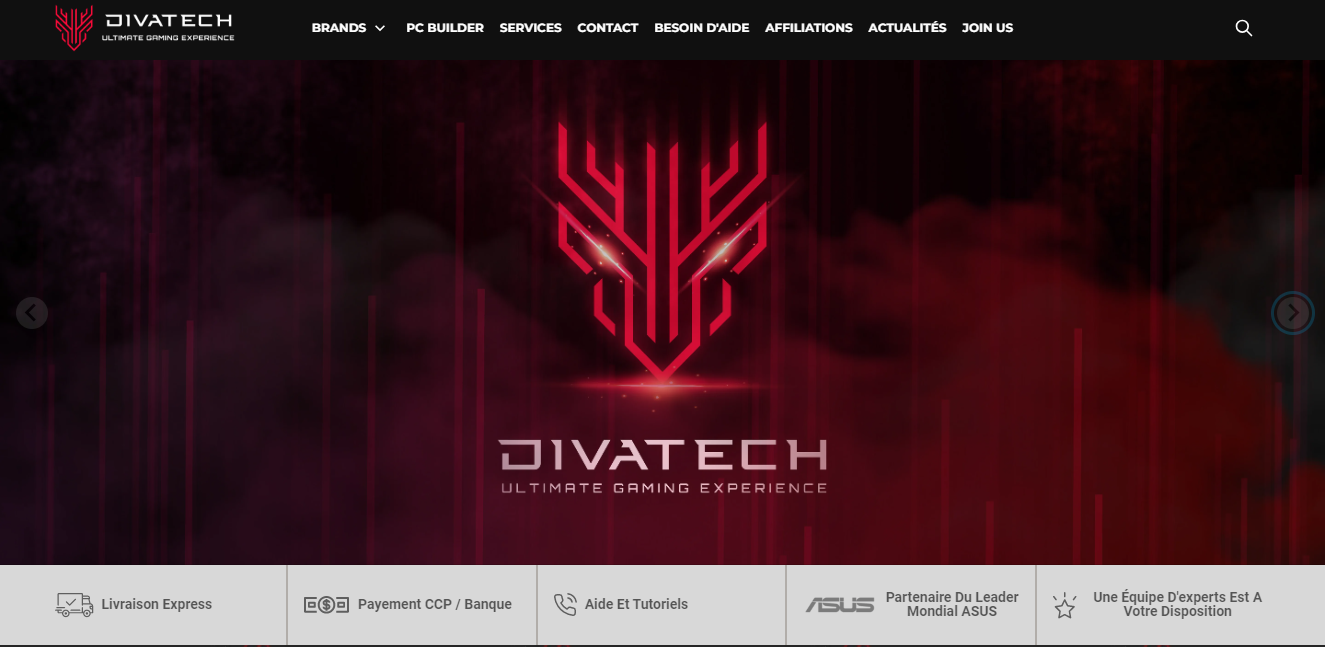 DIVATECH
ULTIMATE GAMING EXPERIENCE
BRANDS PC BUILDER SERVICES CONTACT BESOIN D'AIDE AFFILIATIONS ACTUALITÉS JOIN US
DIVATECH
ULTIMATE GAMING EXPERIENCE
Livraison Express
Payement CCP / Banque
Aide Et Tutoriels
ASUS
Partenaire Du Leader
Mondial ASUS
Une Équipe D'experts Est A
Votre Disposition